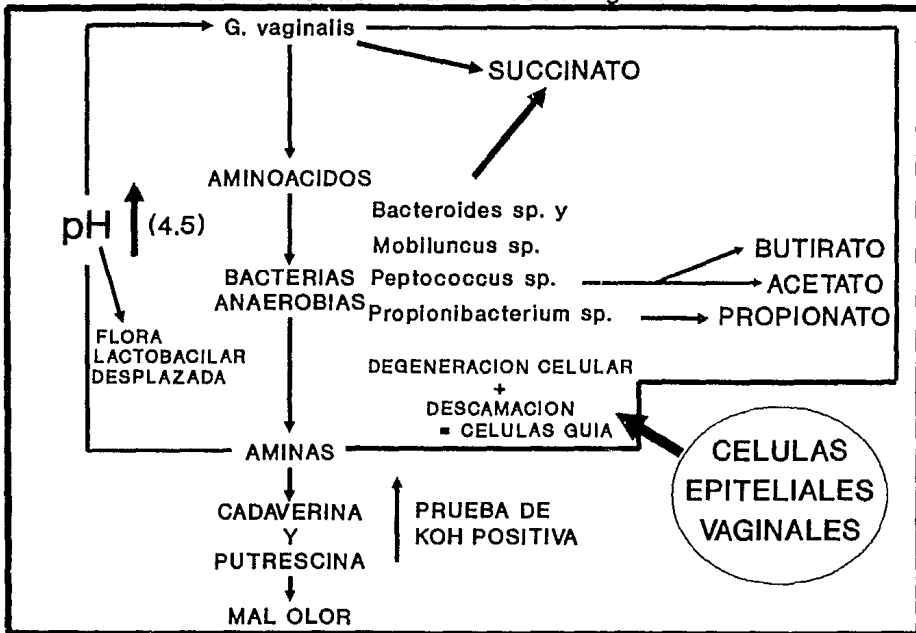 G. vaginalis
SUCCINATO
AMINOACIDOS
pH (4.5)
Bacteroides sp. y
Mobiluncus sp.
Peptococcus sp.
Propionibacterium sp.
BUTIRATO
ACETATO
PROPIONATO
BACTERIAS
ANAEROBIAS
FLORA
LACTOBACILAR
DESPLAZADA
DEGENERACION CELULAR
+
DESCAMACION
= CELULAS GUIA
AMINAS
CELULAS
EPITELIALES
VAGINALES
CADAVERINA
Y
PUTRESCINA
PRUEBA DE
KOH POSITIVA
MAL OLOR